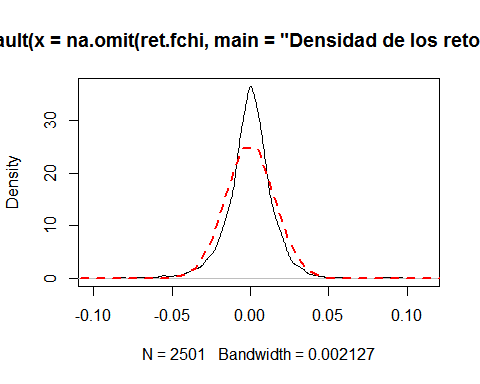 ault(x = na.omit(ret.fchi, main = "Densidad de los reto
Density
30
20
10
0
-0.10 -0.05 0.00 0.05 0.10
N = 2501 Bandwidth = 0.002127